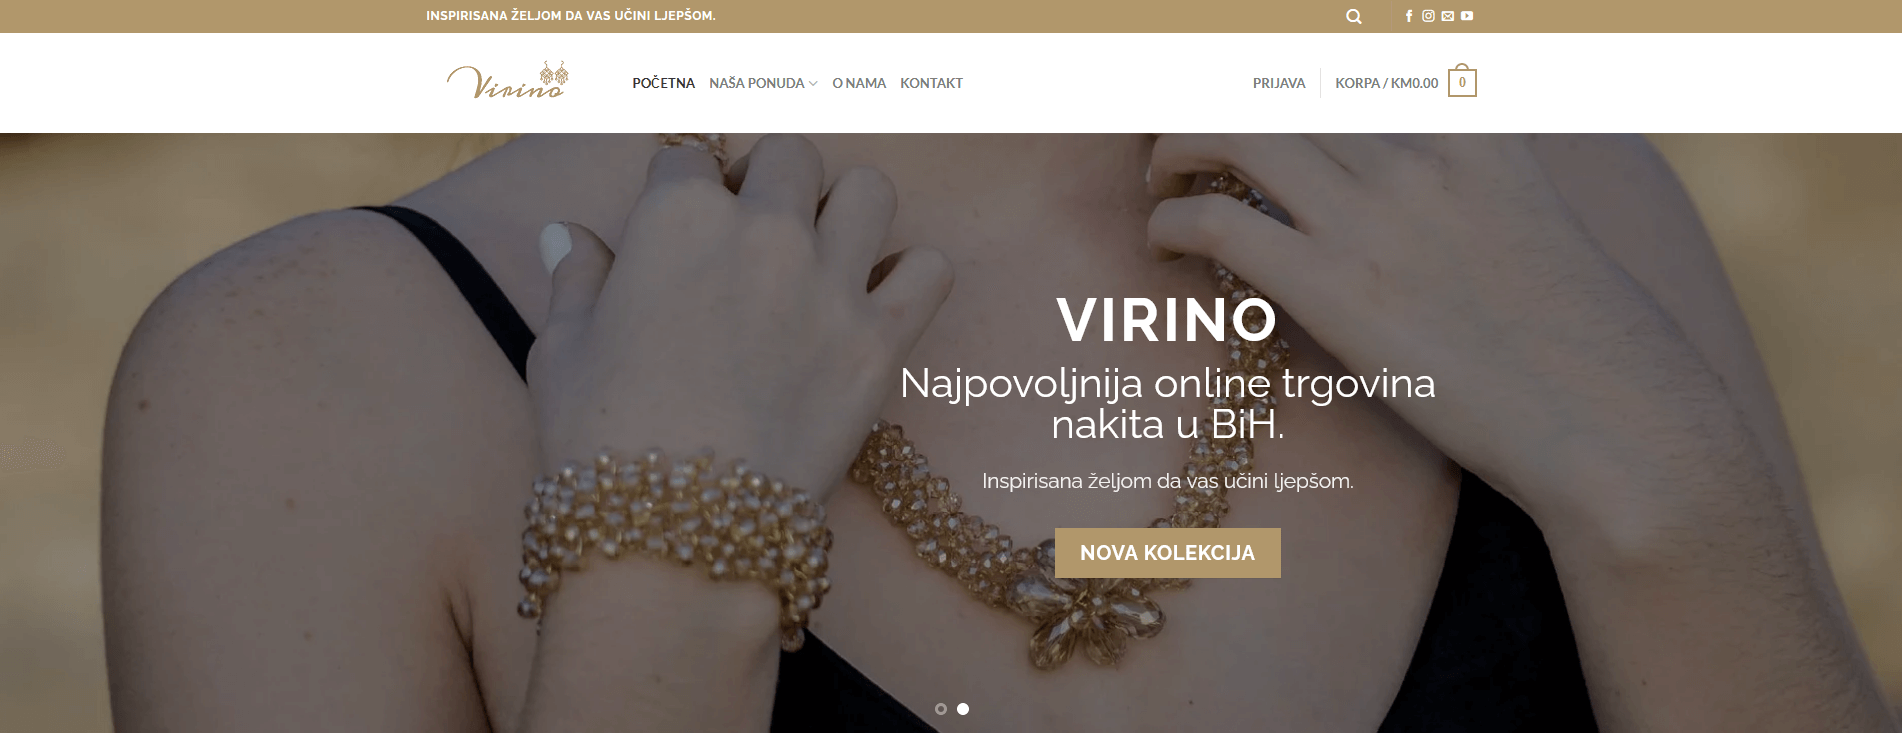 INSPIRISANA ŽELJOM DA VAS UČINI LJEPŠOM.
Virino
POČETNA NAŠA PONUDA O NAMA KONTAKT
PRIJAVA KORPA / KM0.00 0
VIRINO
Najpovoljnija online trgovina
nakita u BiH.
Inspirisana željom da vas učini ljepšom.
NOVA KOLEKCIJA